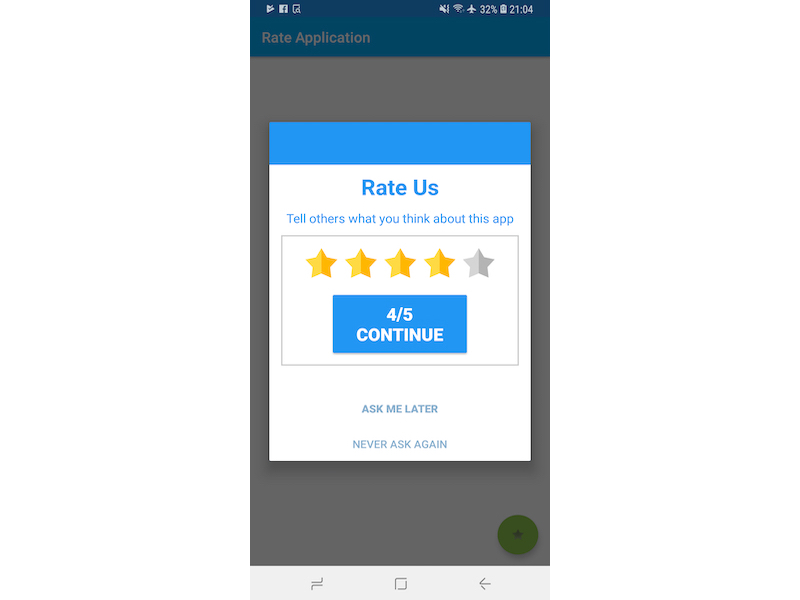 32% 21:04
Rate Application
Rate Us
Tell others what you think about this app
4/5
CONTINUE
ASK ME LATER
NEVER ASK AGAIN